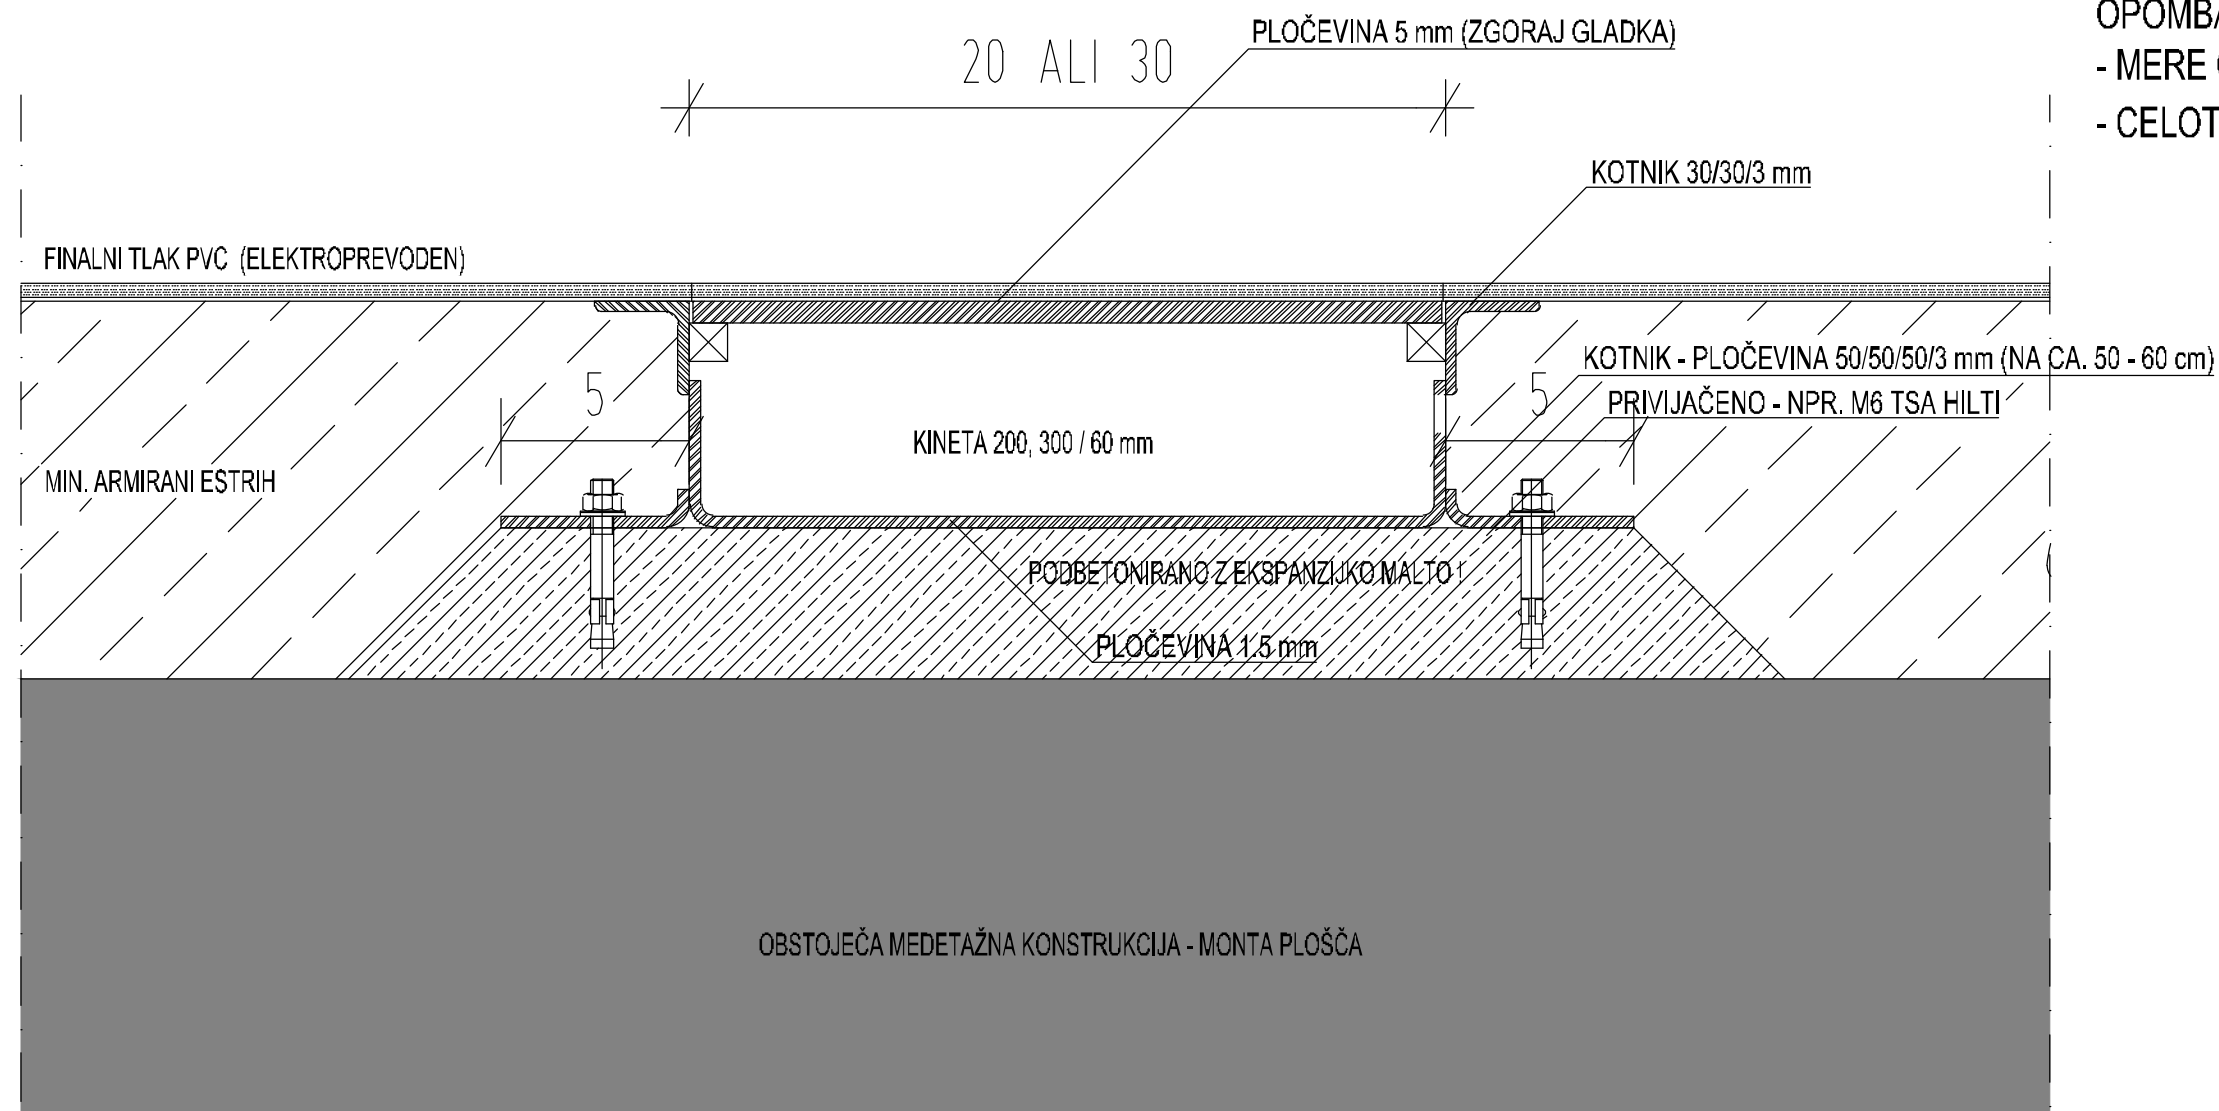 OPOMBA
20 ALI 30
PLOČEVINA 5 mm (ZGORAJ GLADKA)
- MERE
- CELOT
KOTNIK 30/30/3 mm
FINALNI TLAK PVC (ELEKTROPREVODEN)
KOTNIK - PLOČEVINA 50/50/50/3 mm (NA CA. 50 - 60 cm)
5
5
PRIVIJAČENO - NPR. M6 TSA HILTI
KINETA 200, 300 / 60 mm
MIN. ARMIRANI ESTRIH
PODBETONIRANO Z EKSPANZIJKO MALTO !
PLOČEVINA 1.5 mm
OBSTOJEČA MEDETAŽNA KONSTRUKCIJA - MONTA PLOŠČA